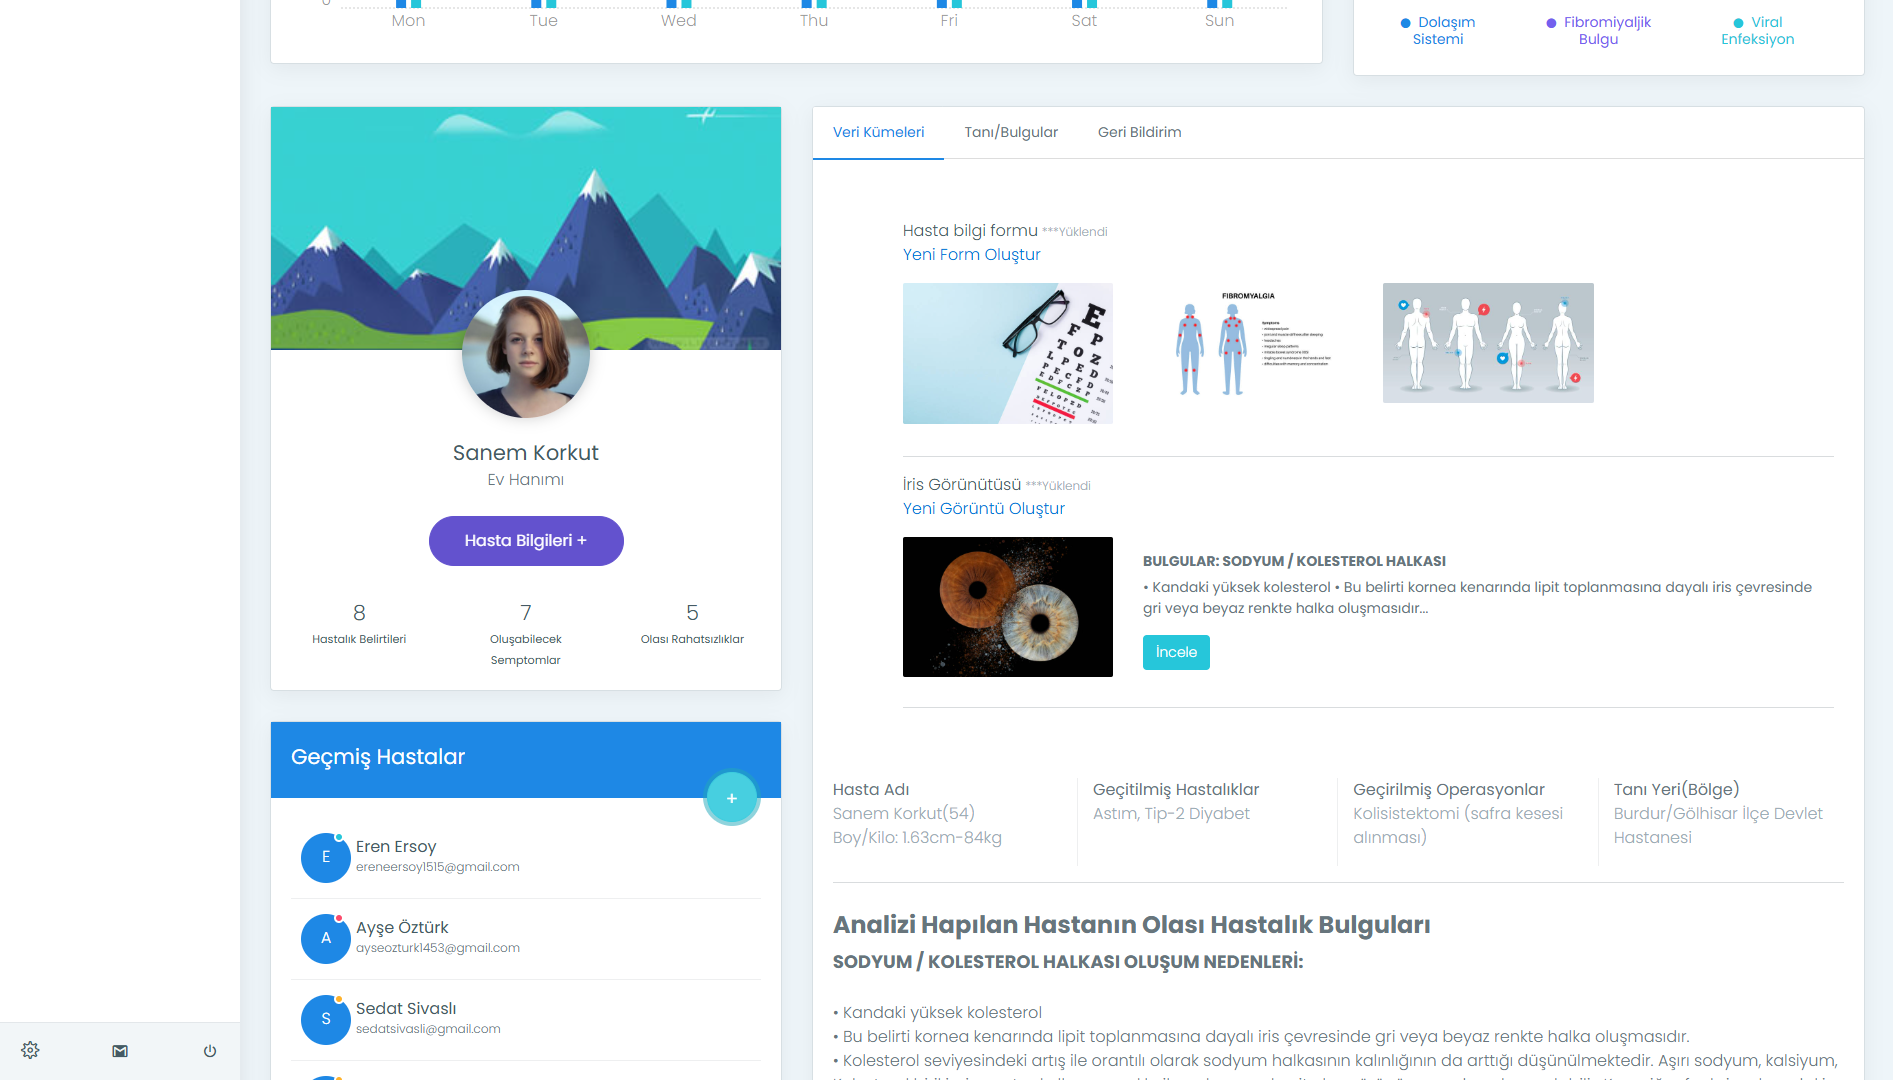 0
Mon Tue Wed Thu Fri Sat Sun
Dolaşım
Sistemi
Fibromiyaljik
Bulgu
Viral
Enfeksiyon
Sanem Korkut
Ev Hanımı
Hasta Bilgileri +
8
Hastalık Belirtileri
7
Oluşabilecek
Semptomlar
5
Olası Rahatsızlıklar
Geçmiş Hastalar
+
E
Eren Ersoy
ereneersoy1515@gmail.com
A
Ayşe Öztürk
ayseozturk1453@gmail.com
S
Sedat Sivaslı
sedatsivasli@gmail.com
Veri Kümeleri Tanı/Bulgular Geri Bildirim
Hasta bilgi formu ***Yüklendi
Yeni Form Oluştur
FIBROMYALGIA
İris Görünütüsü ***Yüklendi
Yeni Görüntü Oluştur
BULGULAR: SODYUM / KOLESTEROL HALKASI
• Kandaki yüksek kolesterol • Bu belirti kornea kenarında lipit toplanmasına dayalı iris çevresinde
gri veya beyaz renkte halka oluşmasıdır...
İncele
Hasta Adı
Sanem Korkut(54)
Boy/Kilo: 1.63cm-84kg
Geçitilmiş Hastalıklar
Astım, Tip-2 Diyabet
Geçirilmiş Operasyonlar
Kolisistektomi (safra kesesi
alınması)
Tanı Yeri(Bölge)
Burdur/Gölhisar İlçe Devlet
Hastanesi
Analizi Hapılan Hastanın Olası Hastalık Bulguları
SODYUM / KOLESTEROL HALKASI OLUŞUM NEDENLERİ:
• Kandaki yüksek kolesterol
• Bu belirti kornea kenarında lipit toplanmasına dayalı iris çevresinde gri veya beyaz renkte halka oluşmasıdır.
• Kolesterol seviyesindeki artış ile orantılı olarak sodyum halkasının kalınlığının da arttığı düşünülmektedir. Aşırı sodyum, kalsiyum,